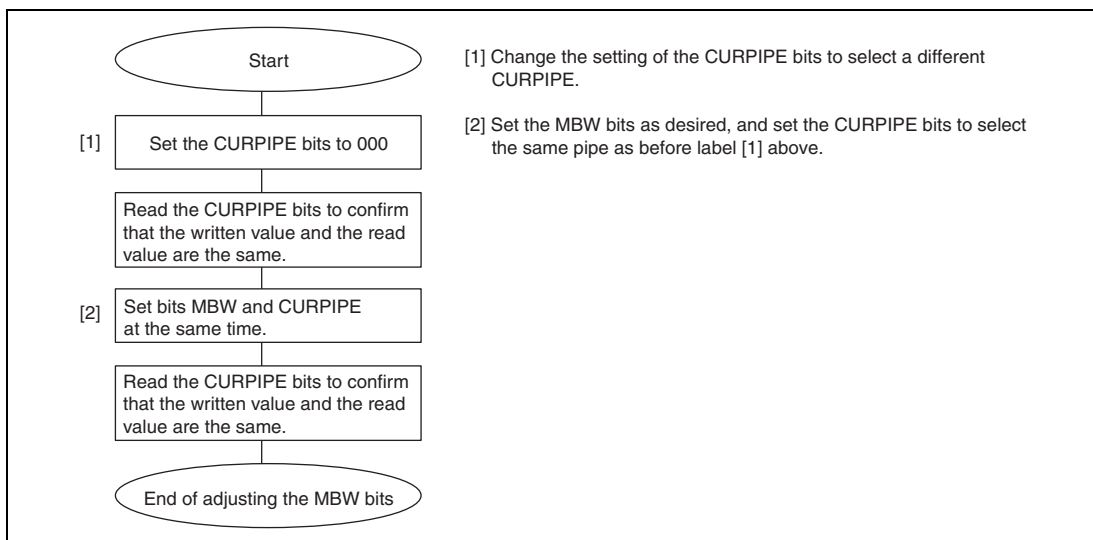 Start
[1] Set the CURPIPE bits to 000
Read the CURPIPE bits to confirm
that the written value and the read
value are the same.
[2] Set bits MBW and CURPIPE
at the same time.
Read the CURPIPE bits to confirm
that the written value and the read
value are the same.
End of adjusting the MBW bits
[1] Change the setting of the CURPIPE bits to select a different
CURPIPE.
[2] Set the MBW bits as desired, and set the CURPIPE bits to select
the same pipe as before label [1] above.